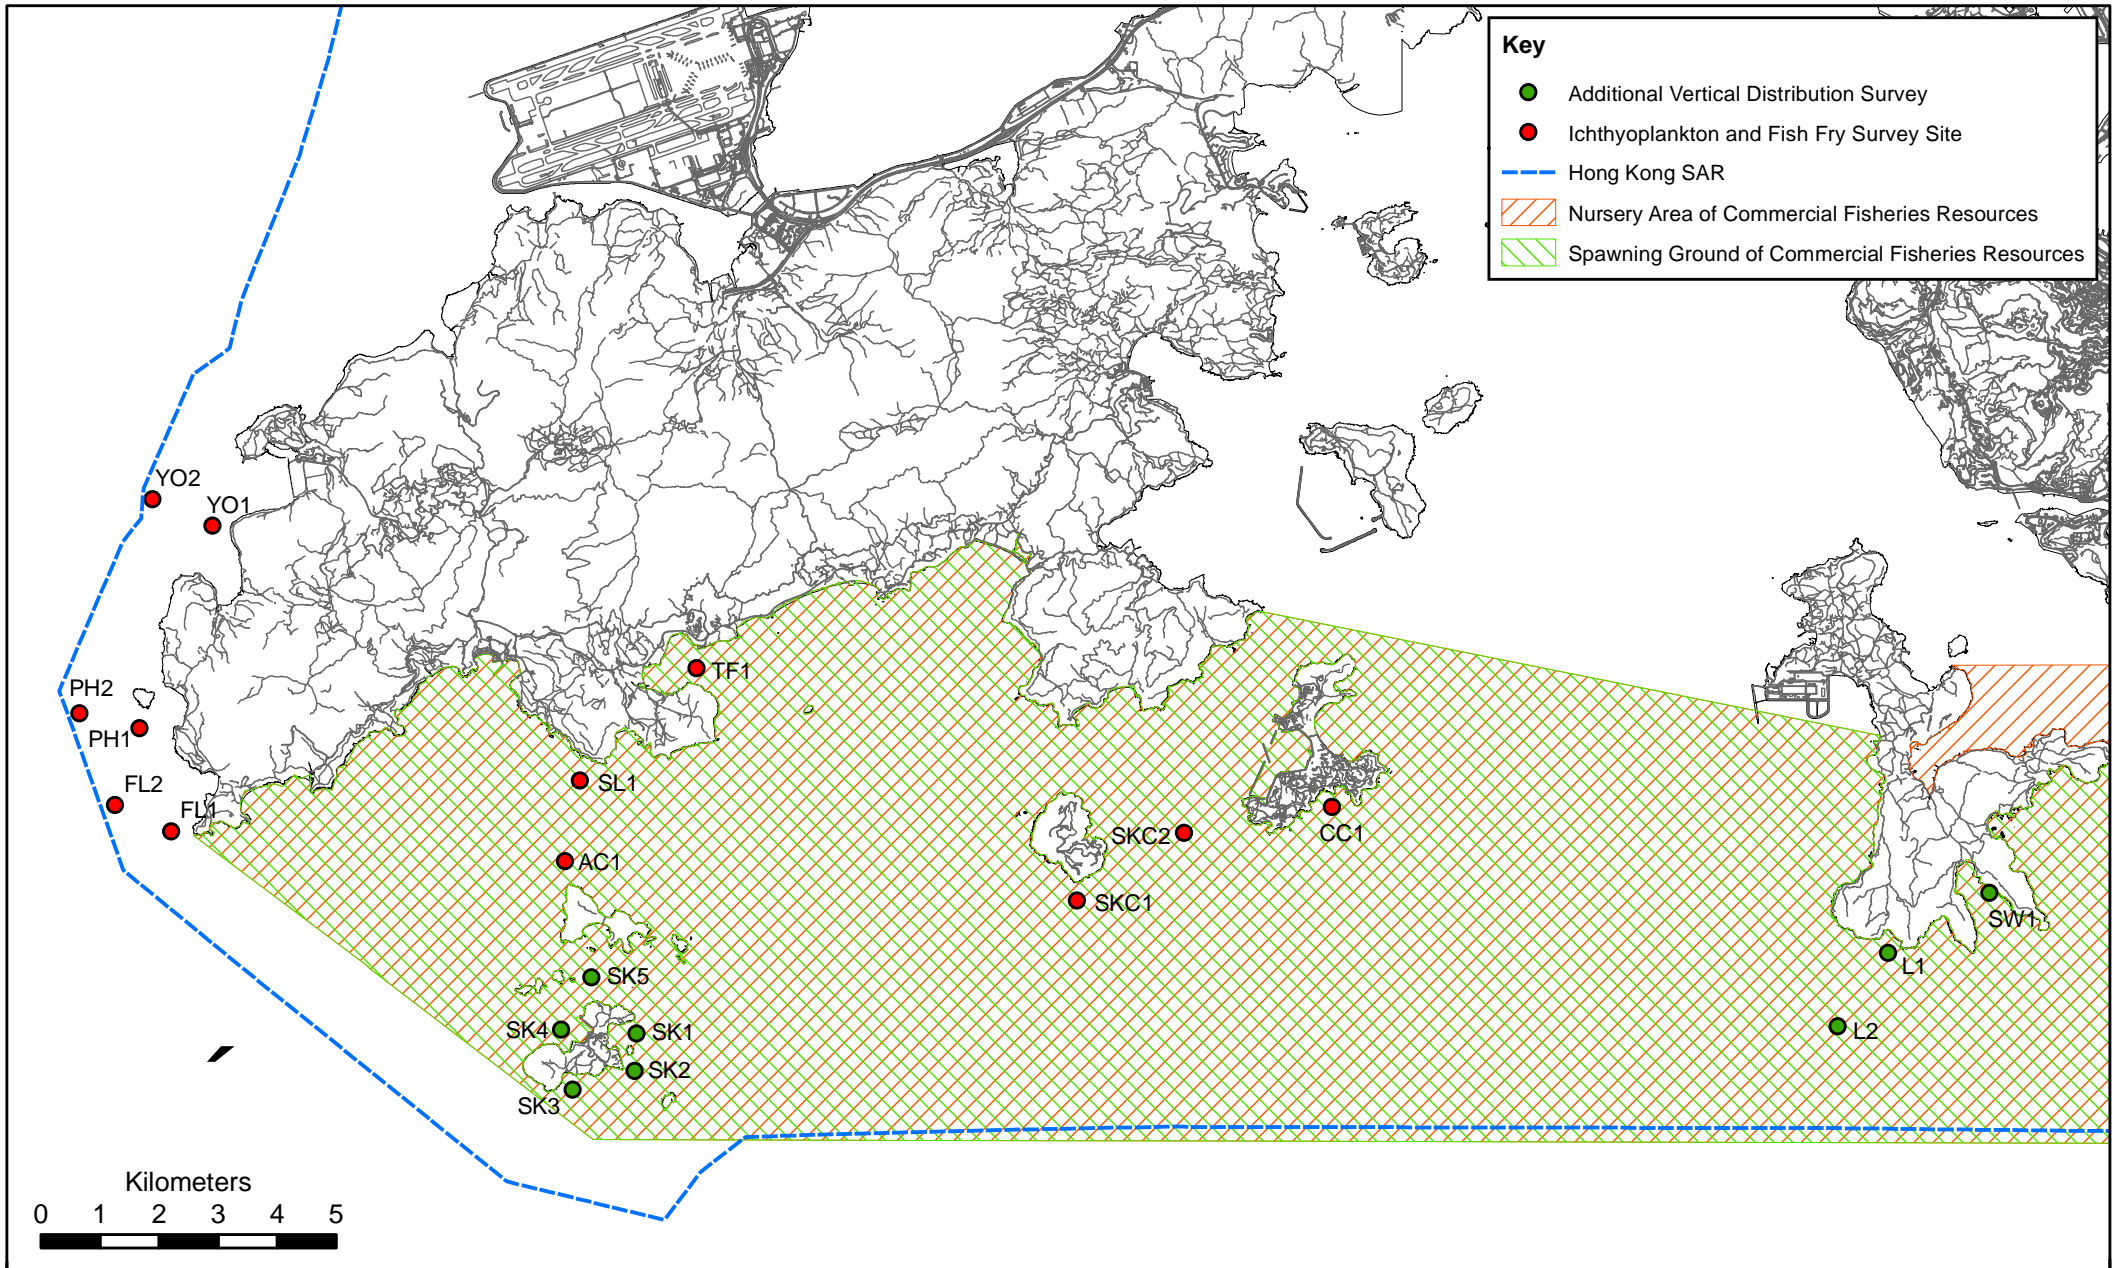 Key
Additional Vertical Distribution Survey
Ichthyoplankton and Fish Fry Survey Site
Hong Kong SAR
Nursery Area of Commercial Fisheries Resources
Spawning Ground of Commercial Fisheries Resources
YO2
YO1
TF1
PH2
PH1
SL1
FL2
FL1
CC1
SKC2
AC1
SKC1
SW1
L1
SK5
SK4
SK1
L2
SK2
SK3
Kilometers
0 1 2 3 4 5